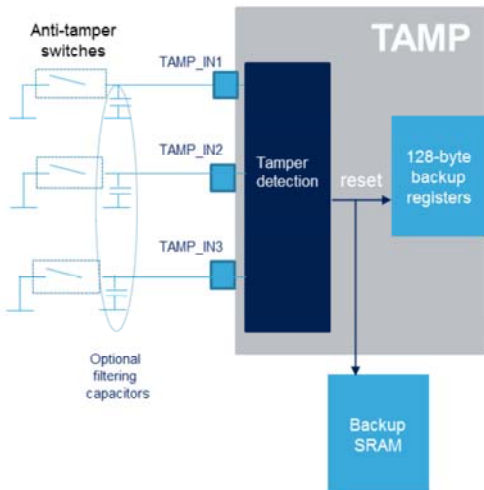 Anti-tamper
switches
TAMP
TAMP_IN1
TAMP_IN2
TAMP_IN3
Tamper
detection
reset
128-byte
backup
registers
Optional
filtering
capacitors
Backup
SRAM